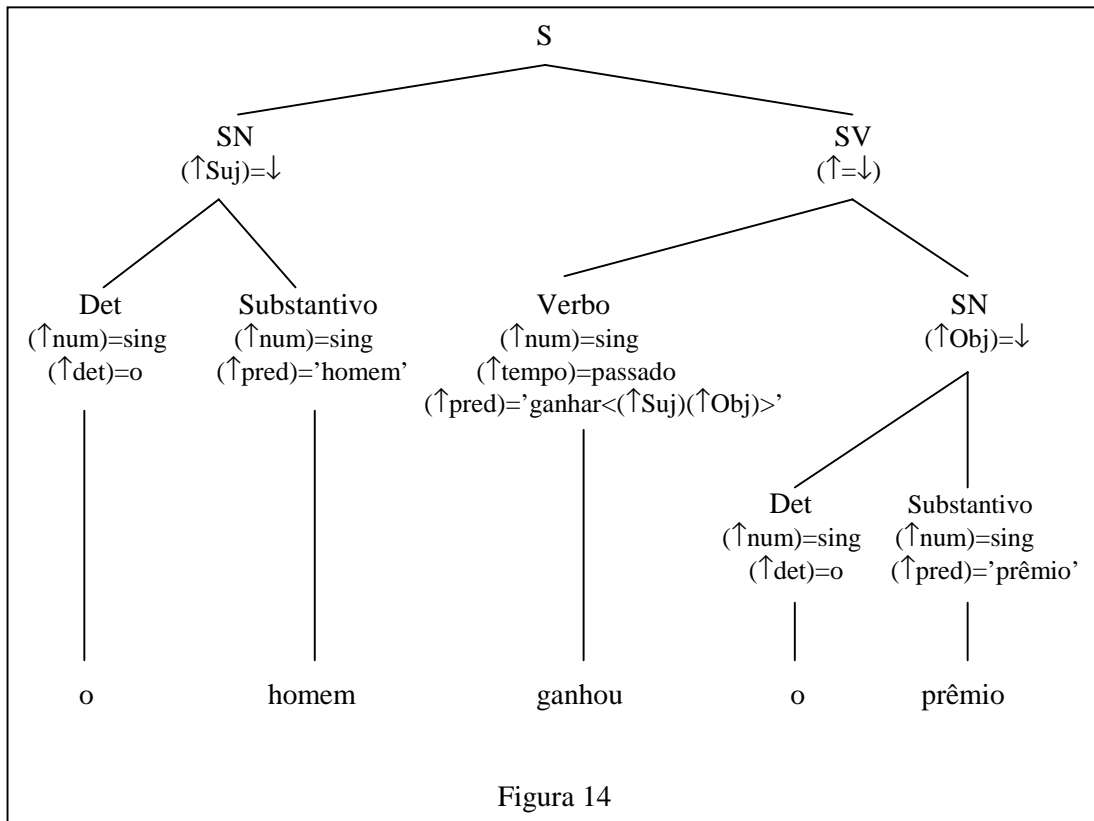 S
SN SV
(↑Suj)=↓ (↑=↓)
Det Substantivo Verbo SN
(↑num)=sing (↑num)=sing (↑num)=sing (↑Obj)=↓
(↑det)=o (↑pred)=’homem’ (↑tempo)=passado
(↑pred)=’ganhar<(↑Suj)(↑Obj)>’
Det Substantivo
(↑num)=sing (↑num)=sing
(↑det)=o (↑pred)=’prêmio’
o homem ganhou o prêmio
Figura 14